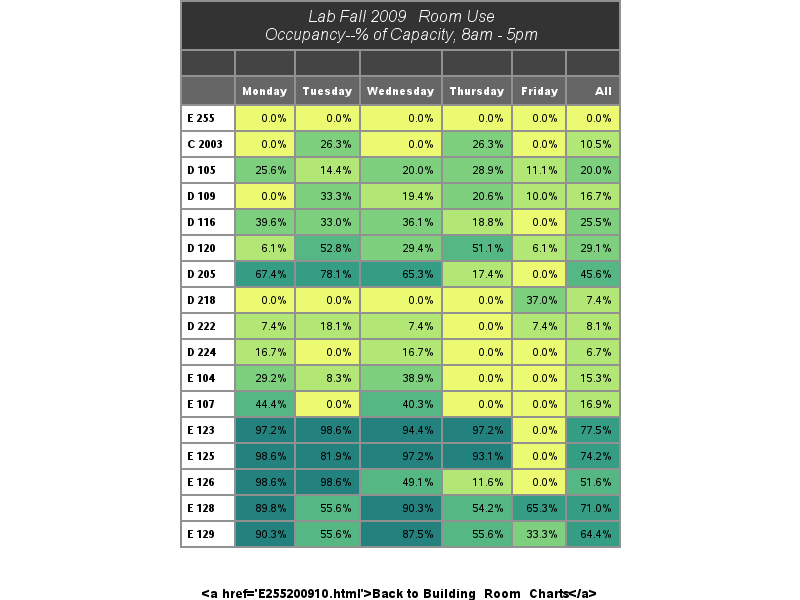 Lab Fall 2009 Room Use
Occupancy--% of Capacity, 8am - 5pm
Monday Tuesday Wednesday Thursday Friday All
E 255 0.0% 0.0% 0.0% 0.0% 0.0% 0.0%
C 2003 0.0% 26.3% 0.0% 26.3% 0.0% 10.5%
D 105 25.6% 14.4% 20.0% 28.9% 11.1% 20.0%
D 109 0.0% 33.3% 19.4% 20.6% 10.0% 16.7%
D 116 39.6% 33.0% 36.1% 18.8% 0.0% 25.5%
D 120 6.1% 52.8% 29.4% 51.1% 6.1% 29.1%
D 205 67.4% 78.1% 65.3% 17.4% 0.0% 45.6%
D 218 0.0% 0.0% 0.0% 0.0% 37.0% 7.4%
D 222 7.4% 18.1% 7.4% 0.0% 7.4% 8.1%
D 224 16.7% 0.0% 16.7% 0.0% 0.0% 6.7%
E 104 29.2% 8.3% 38.9% 0.0% 0.0% 15.3%
E 107 44.4% 0.0% 40.3% 0.0% 0.0% 16.9%
E 123 97.2% 98.6% 94.4% 97.2% 0.0% 77.5%
E 125 98.6% 81.9% 97.2% 93.1% 0.0% 74.2%
E 126 98.6% 98.6% 49.1% 11.6% 0.0% 51.6%
E 128 89.8% 55.6% 90.3% 54.2% 65.3% 71.0%
E 129 90.3% 55.6% 87.5% 55.6% 33.3% 64.4%
<a href='E255200910.html'>Back to Building_Room_Charts</a>